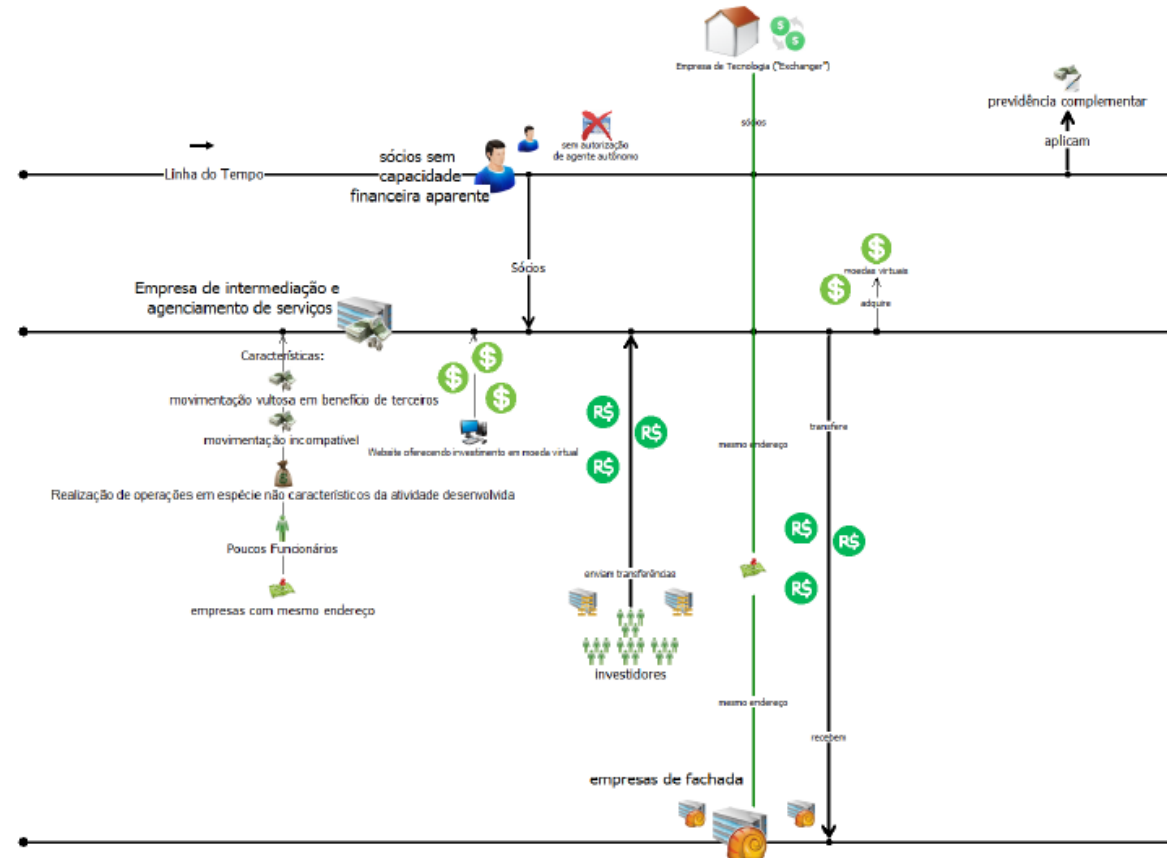 Empresa de Tecnologia ("Exchanger")
previdência complementar
sócios
aplicam
sem autorização
de agente autônomo
sócios sem
capacidade
financeira aparente
Linha do Tempo
Sócios
moedas virtuais
adquire
Empresa de intermediação e
agenciamento de serviços
Características:
movimentação vultosa em benefício de terceiros
movimentação incompatível
Website oferecendo investimento em moeda virtual
R$
R$
R$
transfere
mesmo endereço
Realização de operações em espécie não característicos da atividade desenvolvida
R$
R$
R$
Poucos Funcionários
enviam transferências
empresas com mesmo endereço
investidores
mesmo endereço
recebem
empresas de fachada